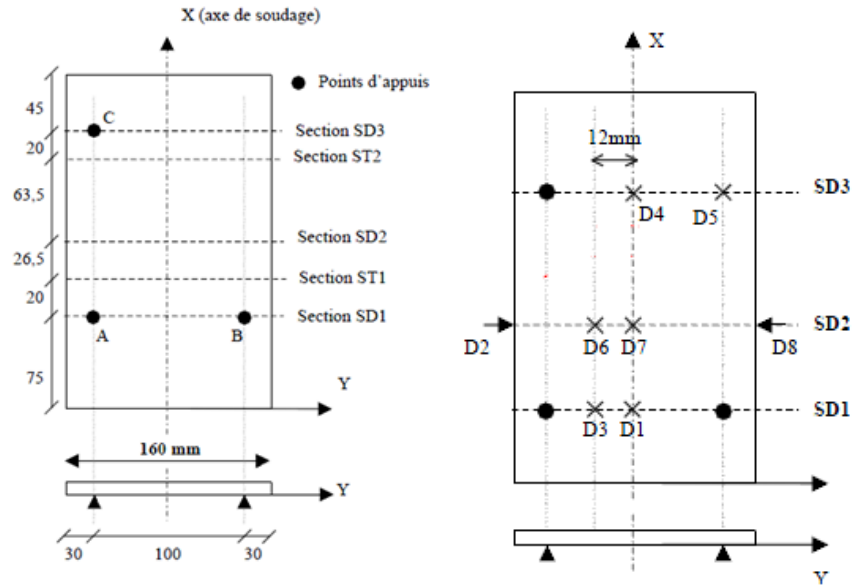 X (axe de soudage)
Points d'appuis
45
C
Section SD3
20
Section ST2
63,5
Section SD2
26,5
Section ST1
20
Section SD1
A
B
75
Y
160 mm
Y
30
100
30
X
12mm
SD3
D4
D5
SD2
D2
D6
D7
D8
SD1
D3
D1
Y